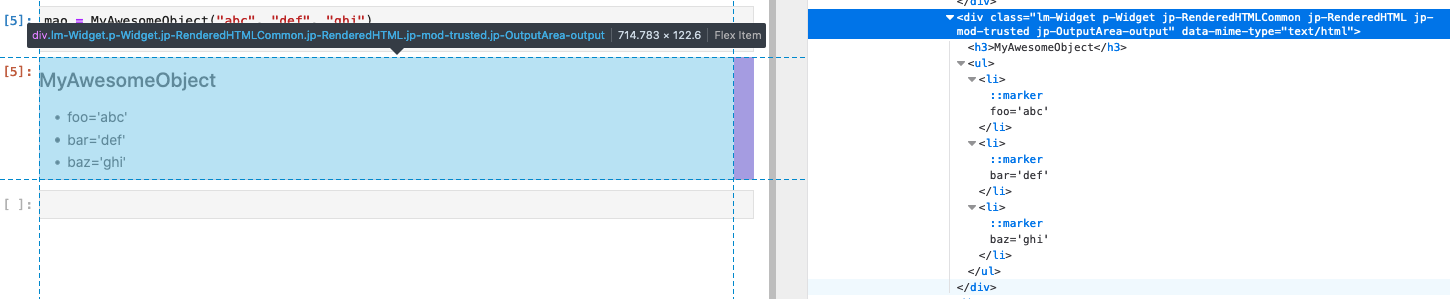 </div>
[5]: mao = MyAwesomeObject("abc", "def", "ghi")
div.lm-Widget.p-Widget.jp-RenderedHTMLCommon.jp-RenderedHTML.jp-mod-trusted.jp-OutputArea-output 714.783 × 122.6 Flex Item
[5]: MyAwesomeObject
• foo='abc'
• bar='def'
• baz='ghi'
[ ]:
<div class="lm-Widget p-Widget jp-RenderedHTMLCommon jp-RenderedHTML jp-
mod-trusted jp-OutputArea-output" data-mime-type="text/html">
<h3>MyAwesomeObject</h3>
<ul>
<li>
::marker
foo='abc'
</li>
<li>
::marker
bar='def'
</li>
<li>
::marker
baz='ghi'
</li>
</ul>
</div>